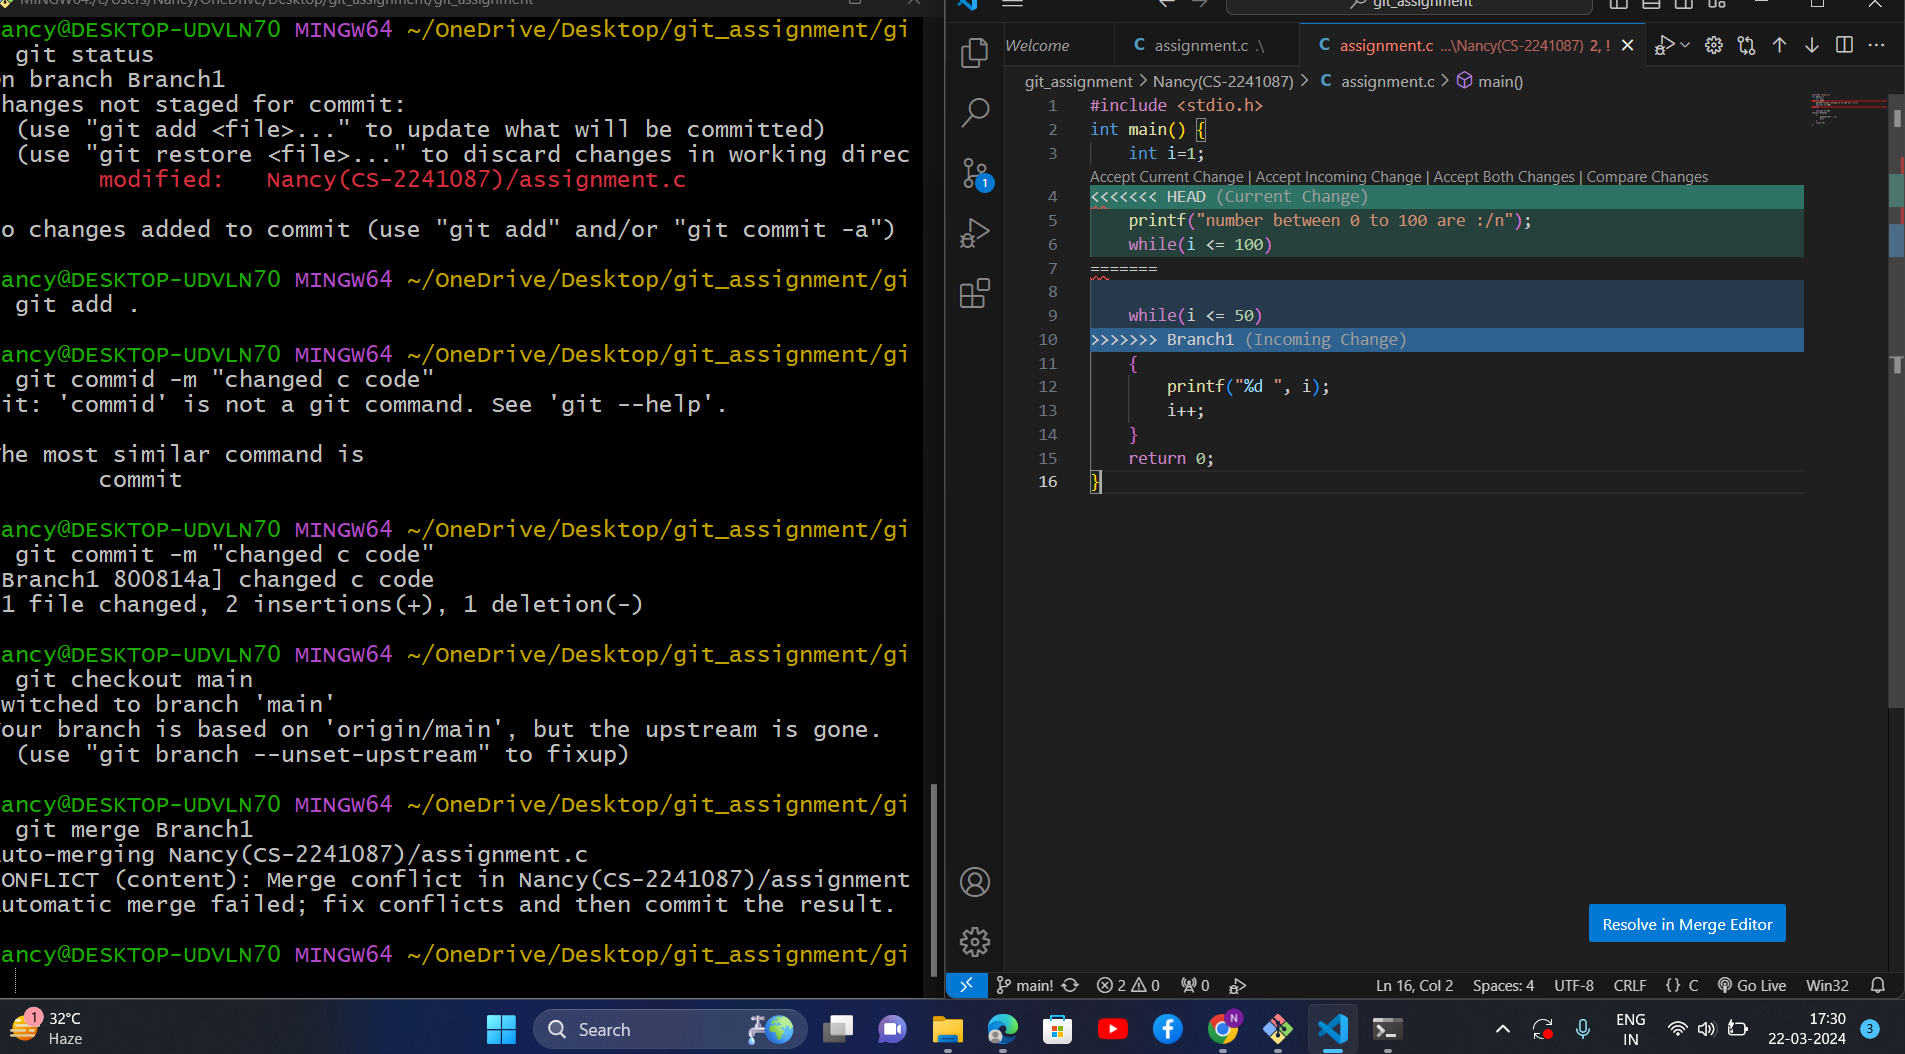 MINGW64:/c/Users/Nancy/OneDrive/Desktop/git_assignment/git_assignment
ancy@DESKTOP-UDVLN70 MINGW64 ~/OneDrive/Desktop/git_assignment/gi
git status
n branch Branch1
hanges not staged for commit:
(use "git add <file>..." to update what will be committed)
(use "git restore <file>..." to discard changes in working direc
modified:   Nancy(CS-2241087)/assignment.c
o changes added to commit (use "git add" and/or "git commit -a")
ancy@DESKTOP-UDVLN70 MINGW64 ~/OneDrive/Desktop/git_assignment/gi
git add .
ancy@DESKTOP-UDVLN70 MINGW64 ~/OneDrive/Desktop/git_assignment/gi
git commid -m "changed c code"
it: 'commid' is not a git command. See 'git --help'.
he most similar command is
commit
ancy@DESKTOP-UDVLN70 MINGW64 ~/OneDrive/Desktop/git_assignment/gi
git commit -m "changed c code"
Branch1 800814a] changed c code
1 file changed, 2 insertions(+), 1 deletion(-)
ancy@DESKTOP-UDVLN70 MINGW64 ~/OneDrive/Desktop/git_assignment/gi
git checkout main
witched to branch 'main'
our branch is based on 'origin/main', but the upstream is gone.
(use "git branch --unset-upstream" to fixup)
ancy@DESKTOP-UDVLN70 MINGW64 ~/OneDrive/Desktop/git_assignment/gi
git merge Branch1
uto-merging Nancy(CS-2241087)/assignment.c
ONFLICT (content): Merge conflict in Nancy(CS-2241087)/assignment
utomatic merge failed; fix conflicts and then commit the result.
ancy@DESKTOP-UDVLN70 MINGW64 ~/OneDrive/Desktop/git_assignment/gi
git_assignment
Welcome
C assignment.c .\
C assignment.c ...\Nancy(CS-2241087) 2, !
git_assignment > Nancy(CS-2241087) > C assignment.c > main()
1 #include <stdio.h>
2 int main() {
3 int i=1;
Accept Current Change | Accept Incoming Change | Accept Both Changes | Compare Changes
4 <<<<<<< HEAD (Current Change)
5 printf("number between 0 to 100 are :/n");
6 while(i <= 100)
7 =======
8
9 while(i <= 50)
10 >>>>>>> Branch1 (Incoming Change)
11 {
12 printf("%d ", i);
13 i++;
14 }
15 return 0;
16 }
1
Resolve in Merge Editor
main! 2 0 0 Ln 16, Col 2 Spaces: 4 UTF-8 CRLF {} C Go Live Win32
1
32°C
Haze
Search
N
ENG
IN
17:30
22-03-2024
3